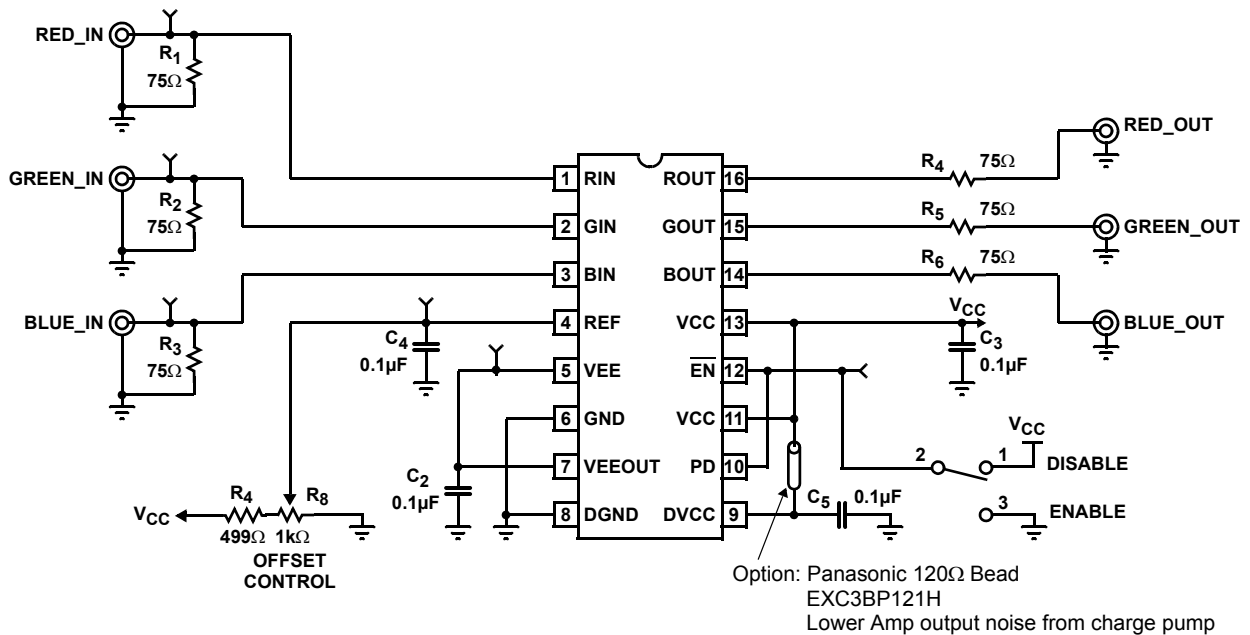 RED_IN
R1
75Ω
GREEN_IN
R2
75Ω
BLUE_IN
R3
75Ω
1 RIN ROUT 16
2 GIN GOUT 15
3 BIN BOUT 14
4 REF VCC 13
5 VEE EN 12
6 GND VCC 11
7 VEEOUT PD 10
8 DGND DVCC 9
C4
0.1µF
C2
0.1µF
VCC
R4
499Ω
R8
1kΩ
OFFSET
CONTROL
R4 75Ω
RED_OUT
R5 75Ω
GREEN_OUT
R6 75Ω
BLUE_OUT
VCC
C3
0.1µF
VCC
2 1 DISABLE
3 ENABLE
C5 0.1µF
Option: Panasonic 120Ω Bead
EXC3BP121H
Lower Amp output noise from charge pump